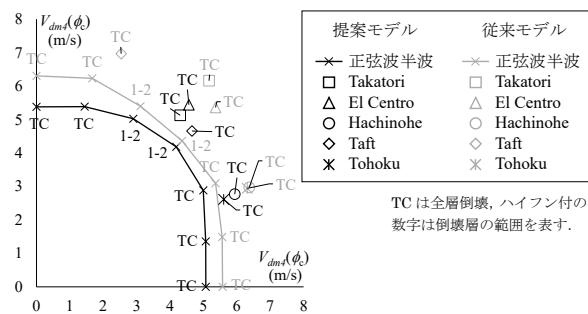 V_dm4(ϕ_c)
(m/s)
8
7
6
5
4
3
2
1
0
TC
TC
TC
TC
TC
TC
TC
TC
1-2
TC
TC
1-2
TC
TC
1-2
1-2
TC
TC
TC
TC
TC
TC
TC
TC
TC
TC
TC
V_dm4(ϕ_c)
(m/s)
0 1 2 3 4 5 6 7 8
提案モデル 従来モデル
正弦波半波 正弦波半波
Takatori Takatori
El Centro El Centro
Hachinohe Hachinohe
Taft Taft
Tohoku Tohoku
TC は全層倒壊，ハイフン付の
数字は倒壊層の範囲を表す．